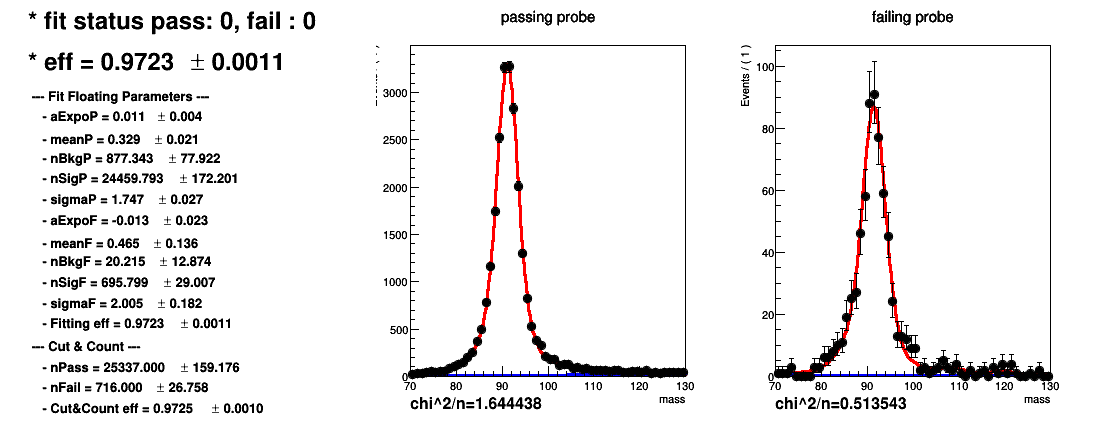 * fit status pass: 0, fail : 0
* eff = 0.9723 ± 0.0011
--- Fit Floating Parameters ---
- aExpoP = 0.011 ± 0.004
- meanP = 0.329 ± 0.021
- nBkgP = 877.343 ± 77.922
- nSigP = 24459.793 ± 172.201
- sigmaP = 1.747 ± 0.027
- aExpoF = -0.013 ± 0.023
- meanF = 0.465 ± 0.136
- nBkgF = 20.215 ± 12.874
- nSigF = 695.799 ± 29.007
- sigmaF = 2.005 ± 0.182
- Fitting eff = 0.9723 ± 0.0011
--- Cut & Count ---
- nPass = 25337.000 ± 159.176
- nFail = 716.000 ± 26.758
- Cut&Count eff = 0.9725 ± 0.0010
passing probe
3000
2500
2000
1500
1000
500
0
70 80 90 100 110 120 130
mass
chi^2/n=1.644438
failing probe
Events / ( 1 )
100
80
60
40
20
0
70 80 90 100 110 120 130
mass
chi^2/n=0.513543